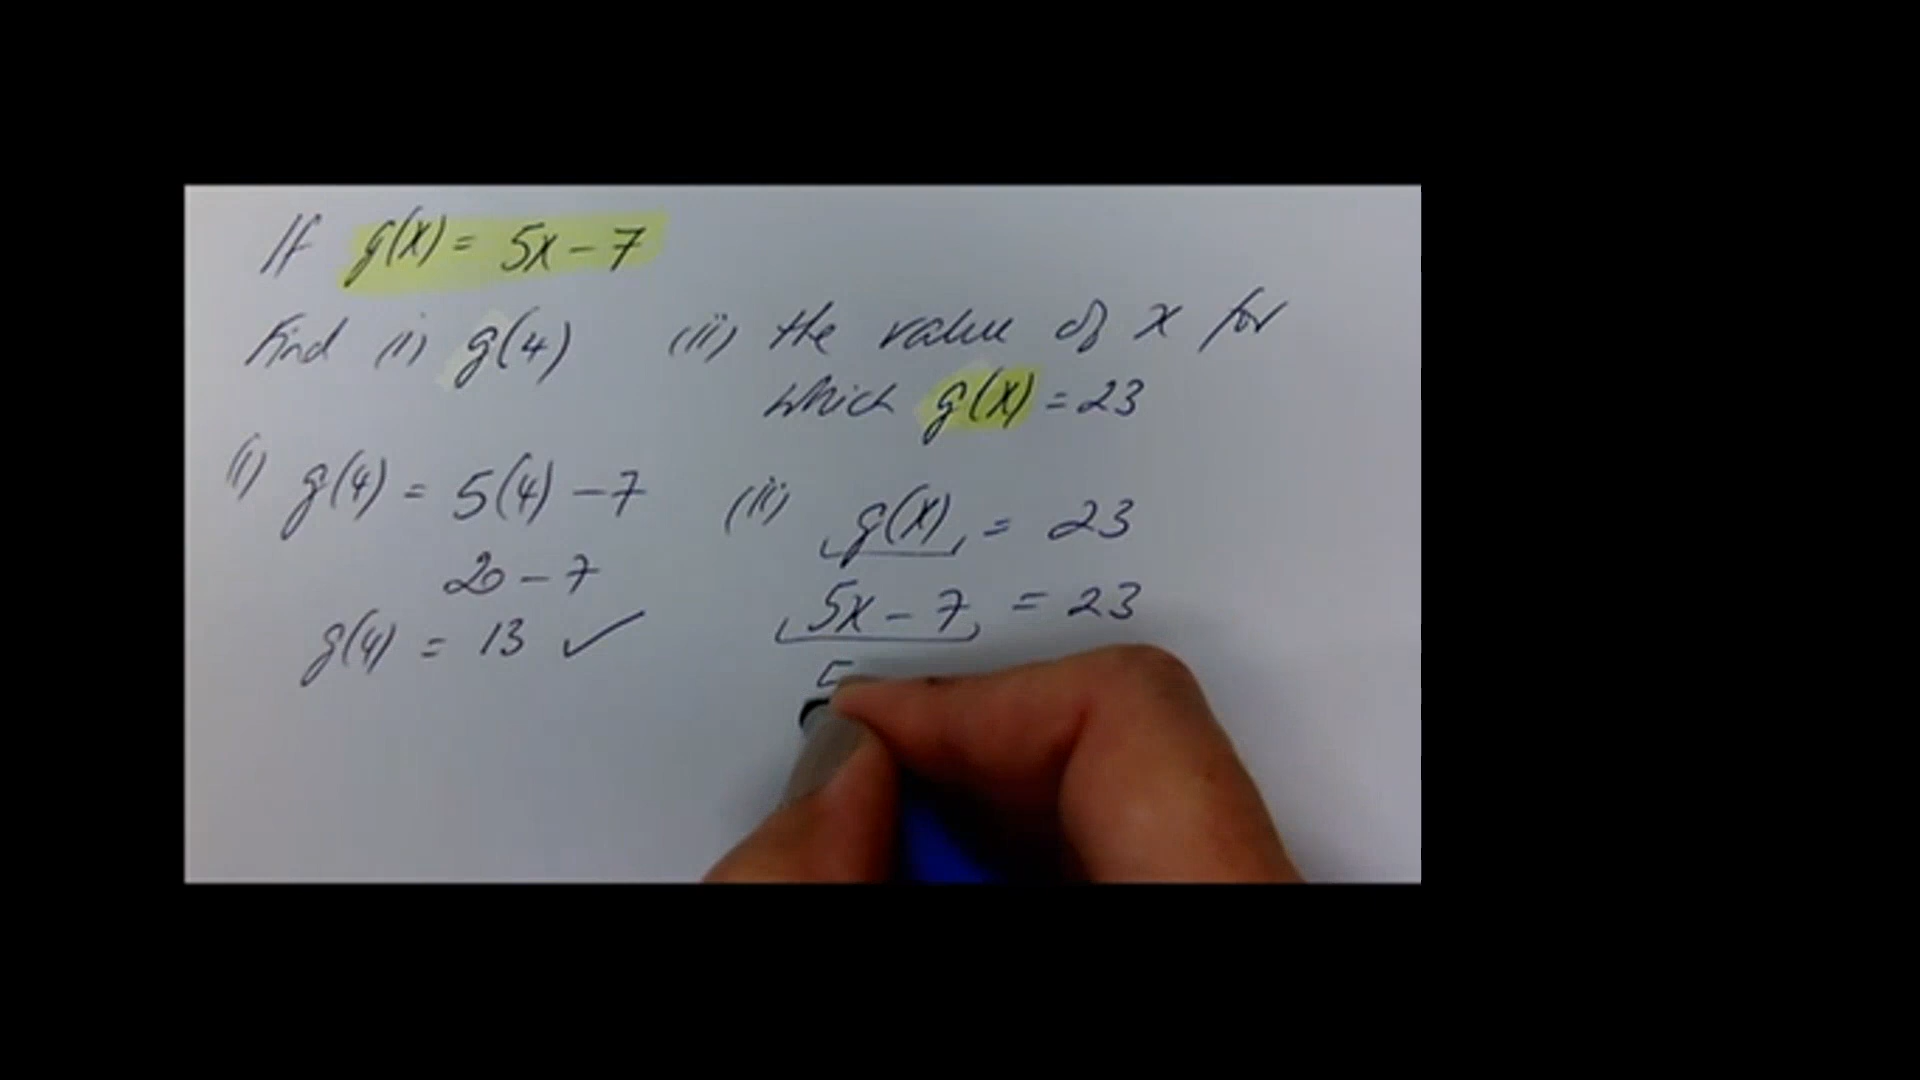 If g(x) = 5x - 7
Find (i) g(4) (ii) the value of x for
which g(x) = 23
(i) g(4) = 5(4) - 7
20 - 7
g(4) = 13 ✓
(ii) g(x) = 23
5x - 7 = 23
5